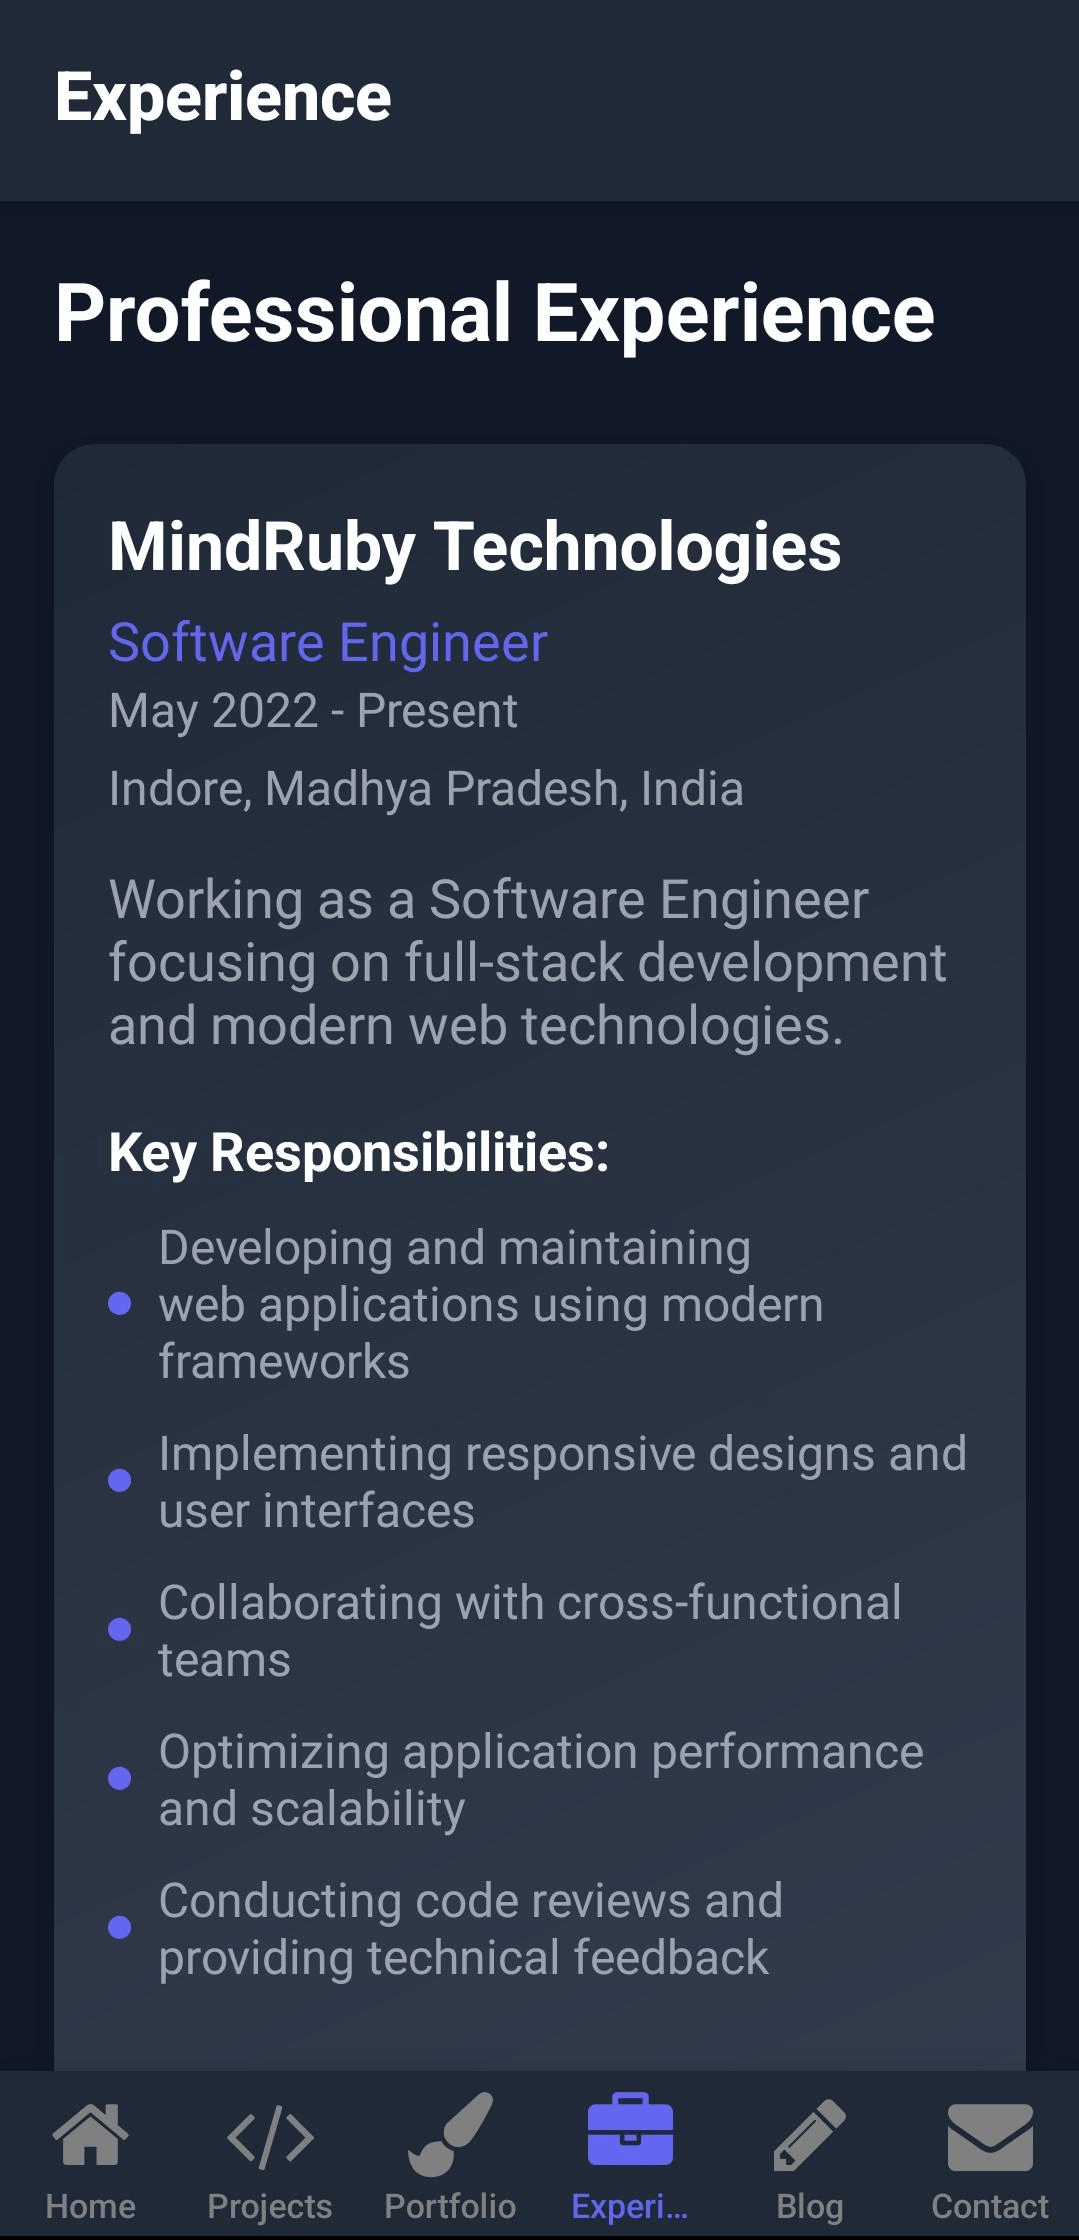 Experience
Professional Experience
MindRuby Technologies
Software Engineer
May 2022 - Present
Indore, Madhya Pradesh, India
Working as a Software Engineer
focusing on full-stack development
and modern web technologies.
Key Responsibilities:
Developing and maintaining
web applications using modern
frameworks
Implementing responsive designs and
user interfaces
Collaborating with cross-functional
teams
Optimizing application performance
and scalability
Conducting code reviews and
providing technical feedback
Home Projects Portfolio Experi... Blog Contact